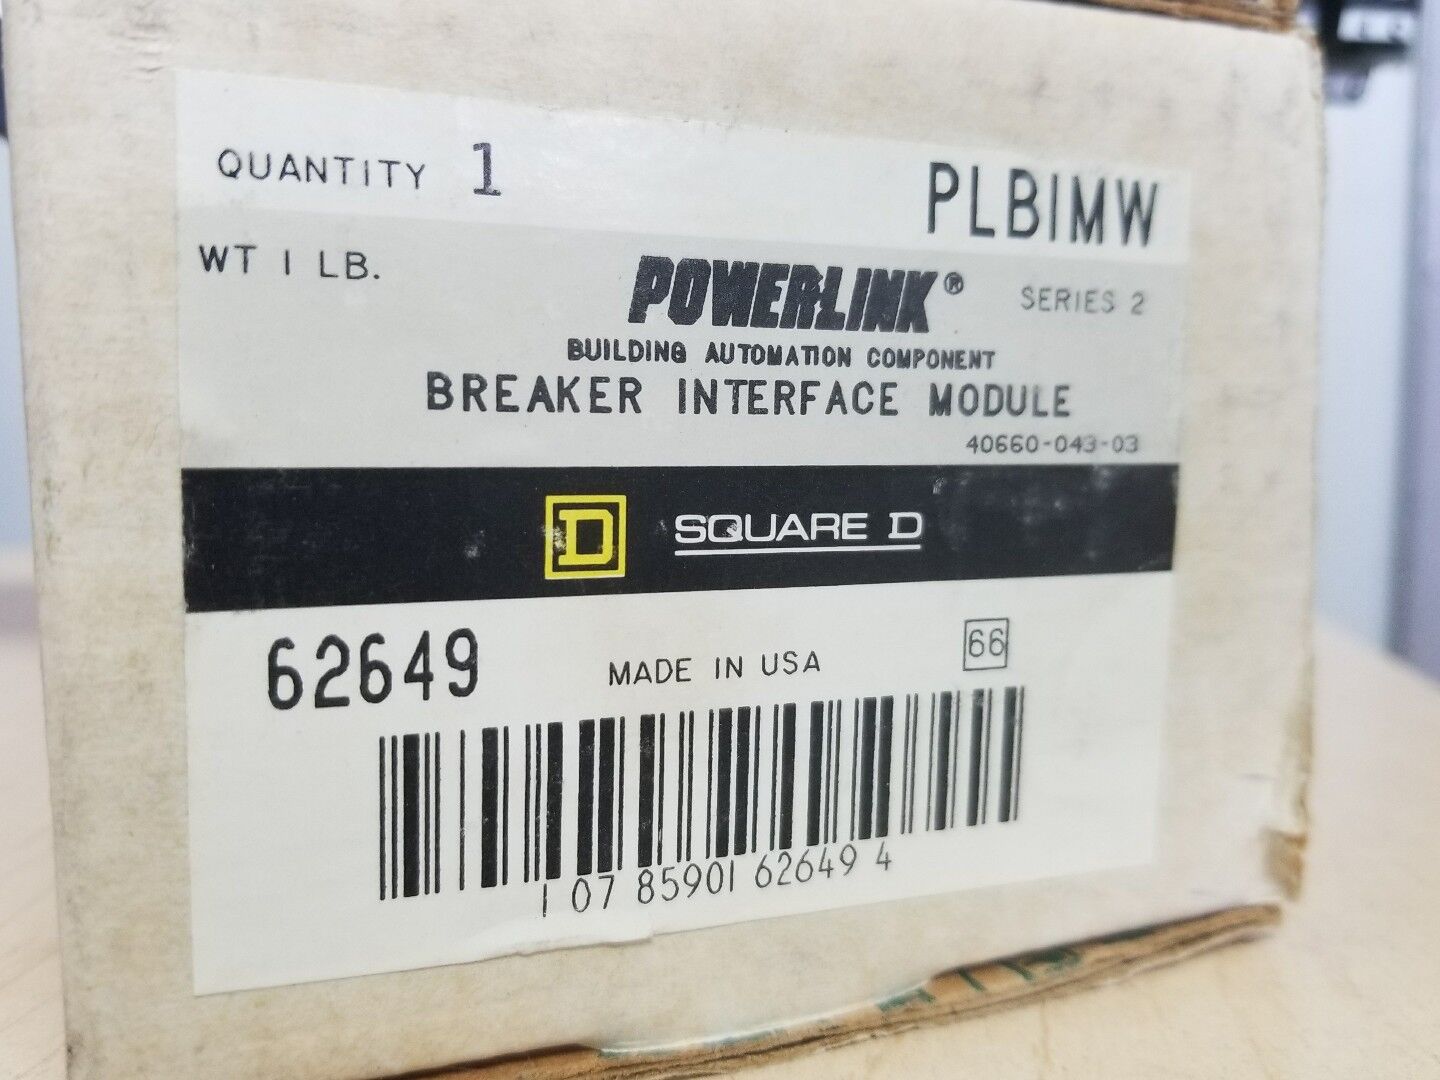 QUANTITY 1
PLBIMW
WT 1 LB.
POWERLINK®
SERIES 2
BUILDING AUTOMATION COMPONENT
BREAKER INTERFACE MODULE
40660-043-03
D SQUARE D
62649
MADE IN USA
66
1 07 85901 62649 4